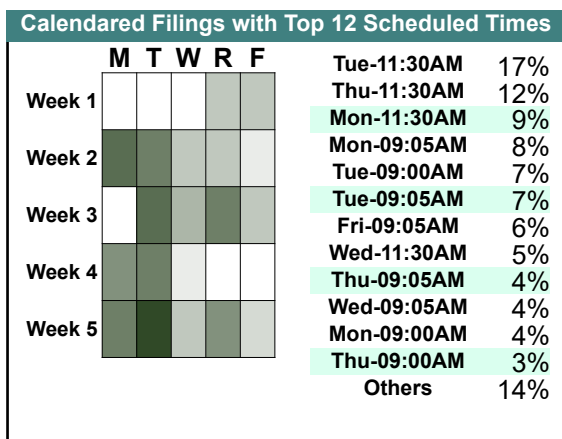 Calendared Filings with Top 12 Scheduled Times
M T W R F
Week 1
Week 2
Week 3
Week 4
Week 5
Tue-11:30AM 17%
Thu-11:30AM 12%
Mon-11:30AM 9%
Mon-09:05AM 8%
Tue-09:00AM 7%
Tue-09:05AM 7%
Fri-09:05AM 6%
Wed-11:30AM 5%
Thu-09:05AM 4%
Wed-09:05AM 4%
Mon-09:00AM 4%
Thu-09:00AM 3%
Others 14%